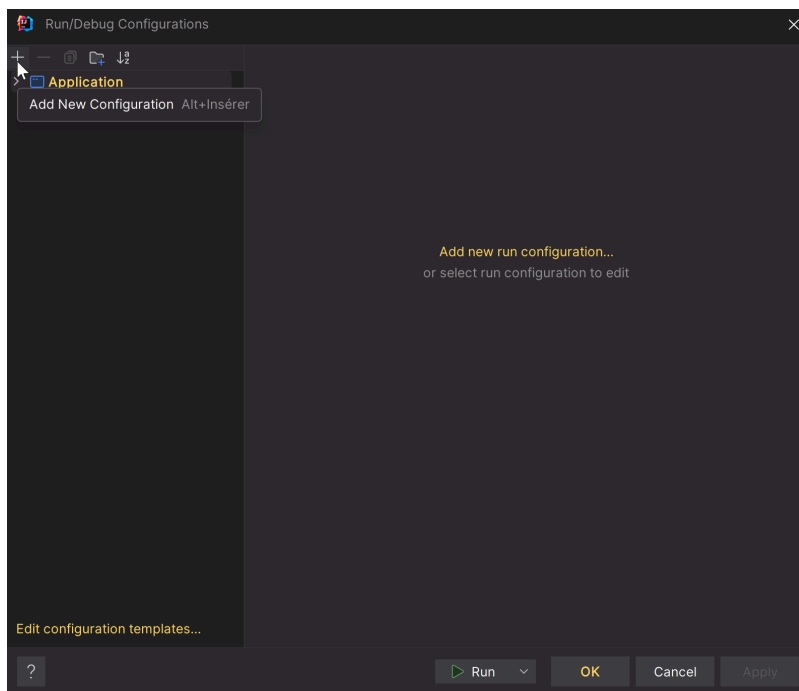 Run/Debug Configurations
Application
Add New Configuration Alt+Insérer
Add new run configuration...
or select run configuration to edit
Edit configuration templates...
? Run OK Cancel Apply